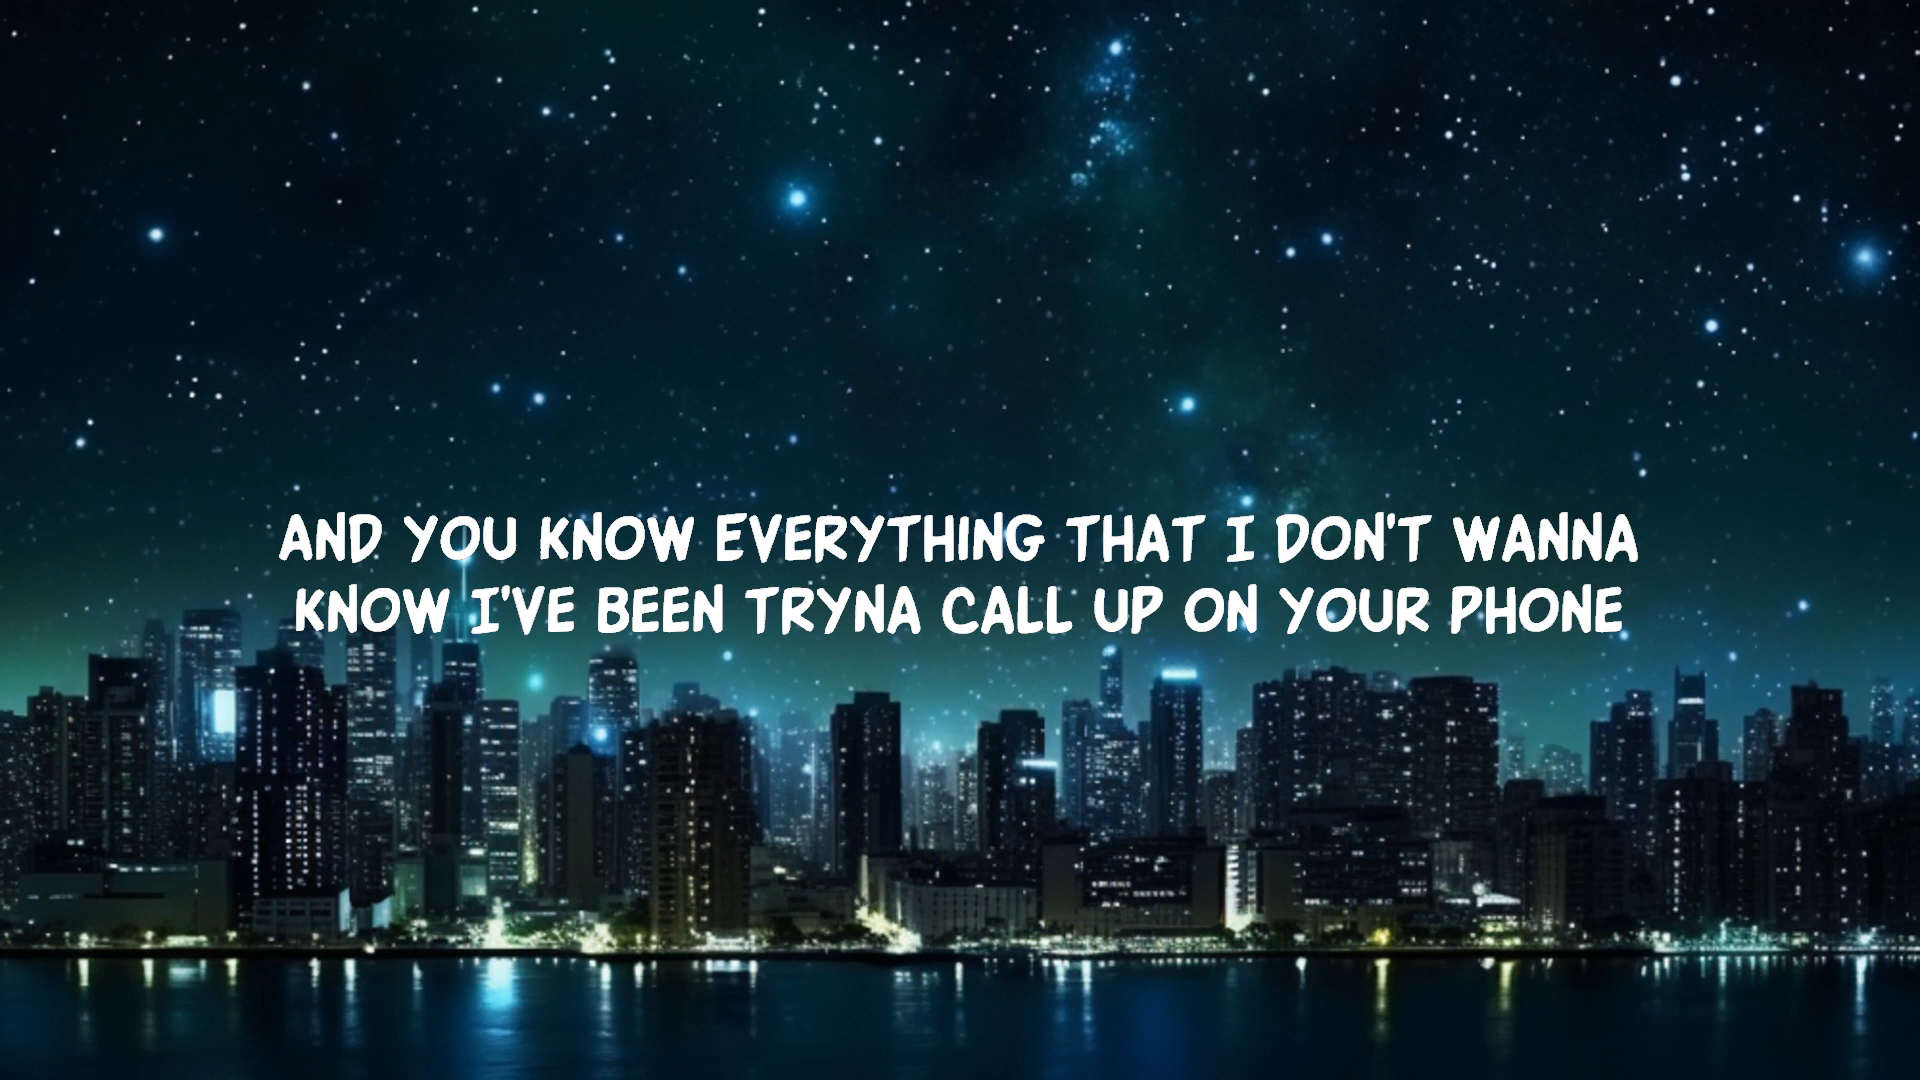 AND YOU KNOW EVERYTHING THAT I DON'T WANNA
KNOW I'VE BEEN TRYNA CALL UP ON YOUR PHONE